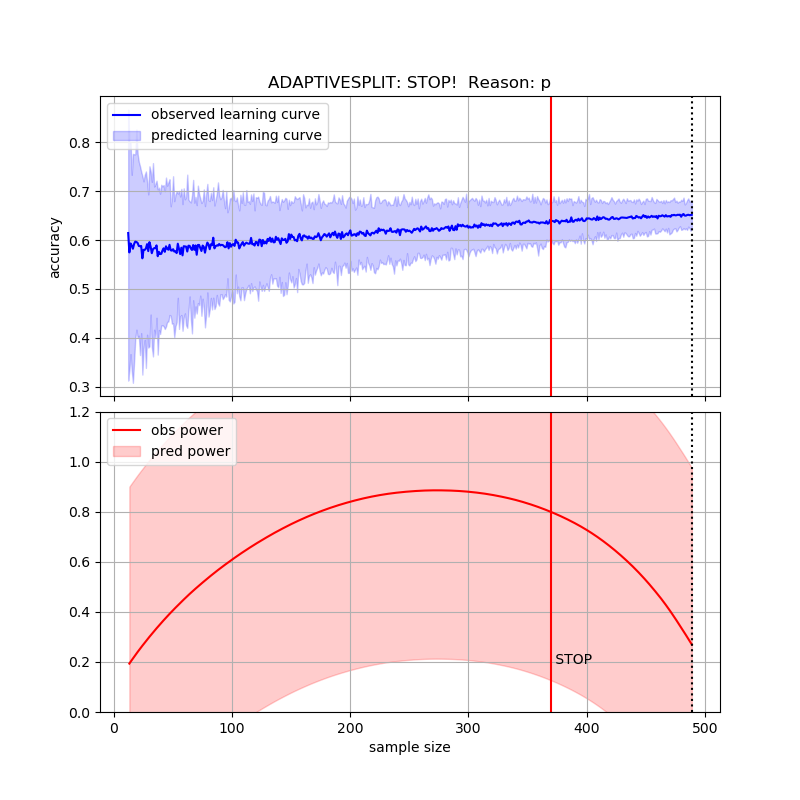 ADAPTIVESPLIT: STOP!  Reason: p
observed learning curve
predicted learning curve
accuracy
0.8
0.7
0.6
0.5
0.4
0.3
obs power
pred power
1.2
1.0
0.8
0.6
0.4
0.2
0.0
STOP
0
100
200
300
400
500
sample size